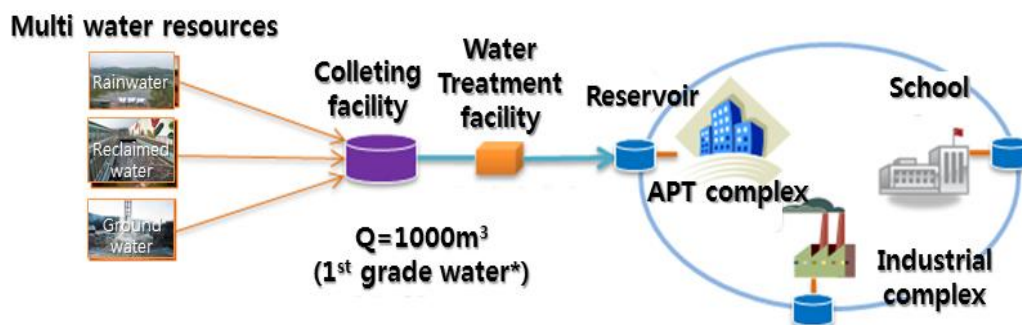 Multi water resources
Rainwater
Reclaimed
water
Ground
water
Colleting
facility
Water
Treatment
facility
Q=1000m³
(1st grade water*)
Reservoir
APT complex
School
Industrial
complex